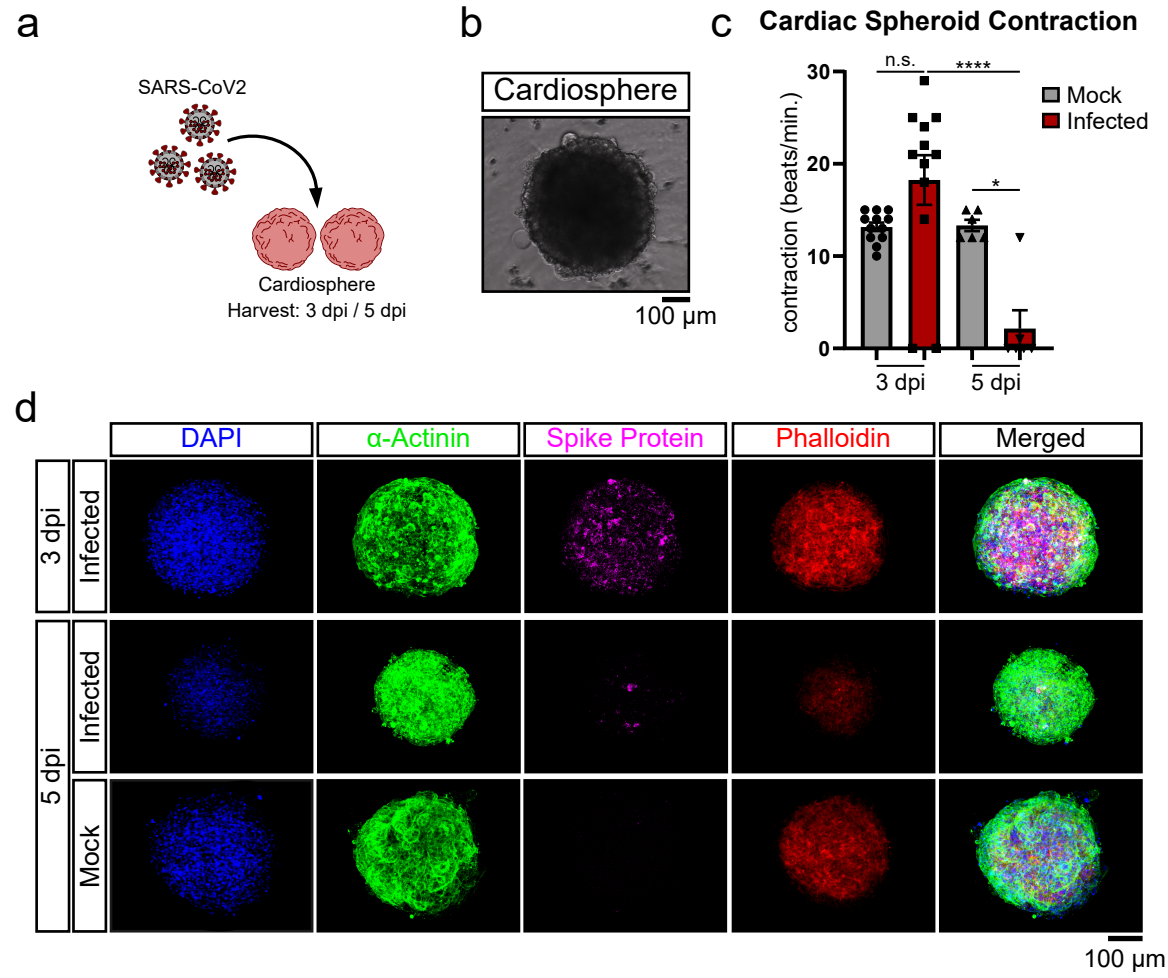 a
SARS-CoV2
Cardiosphere
Harvest: 3 dpi / 5 dpi
b
Cardiosphere
100 µm
c
Cardiac Spheroid Contraction
contraction (beats/min.)
30
20
10
0
n.s.
****
*
Mock
Infected
3 dpi
5 dpi
d
DAPI
α-Actinin
Spike Protein
Phalloidin
Merged
3 dpi
Infected
5 dpi
Infected
Mock
100 µm